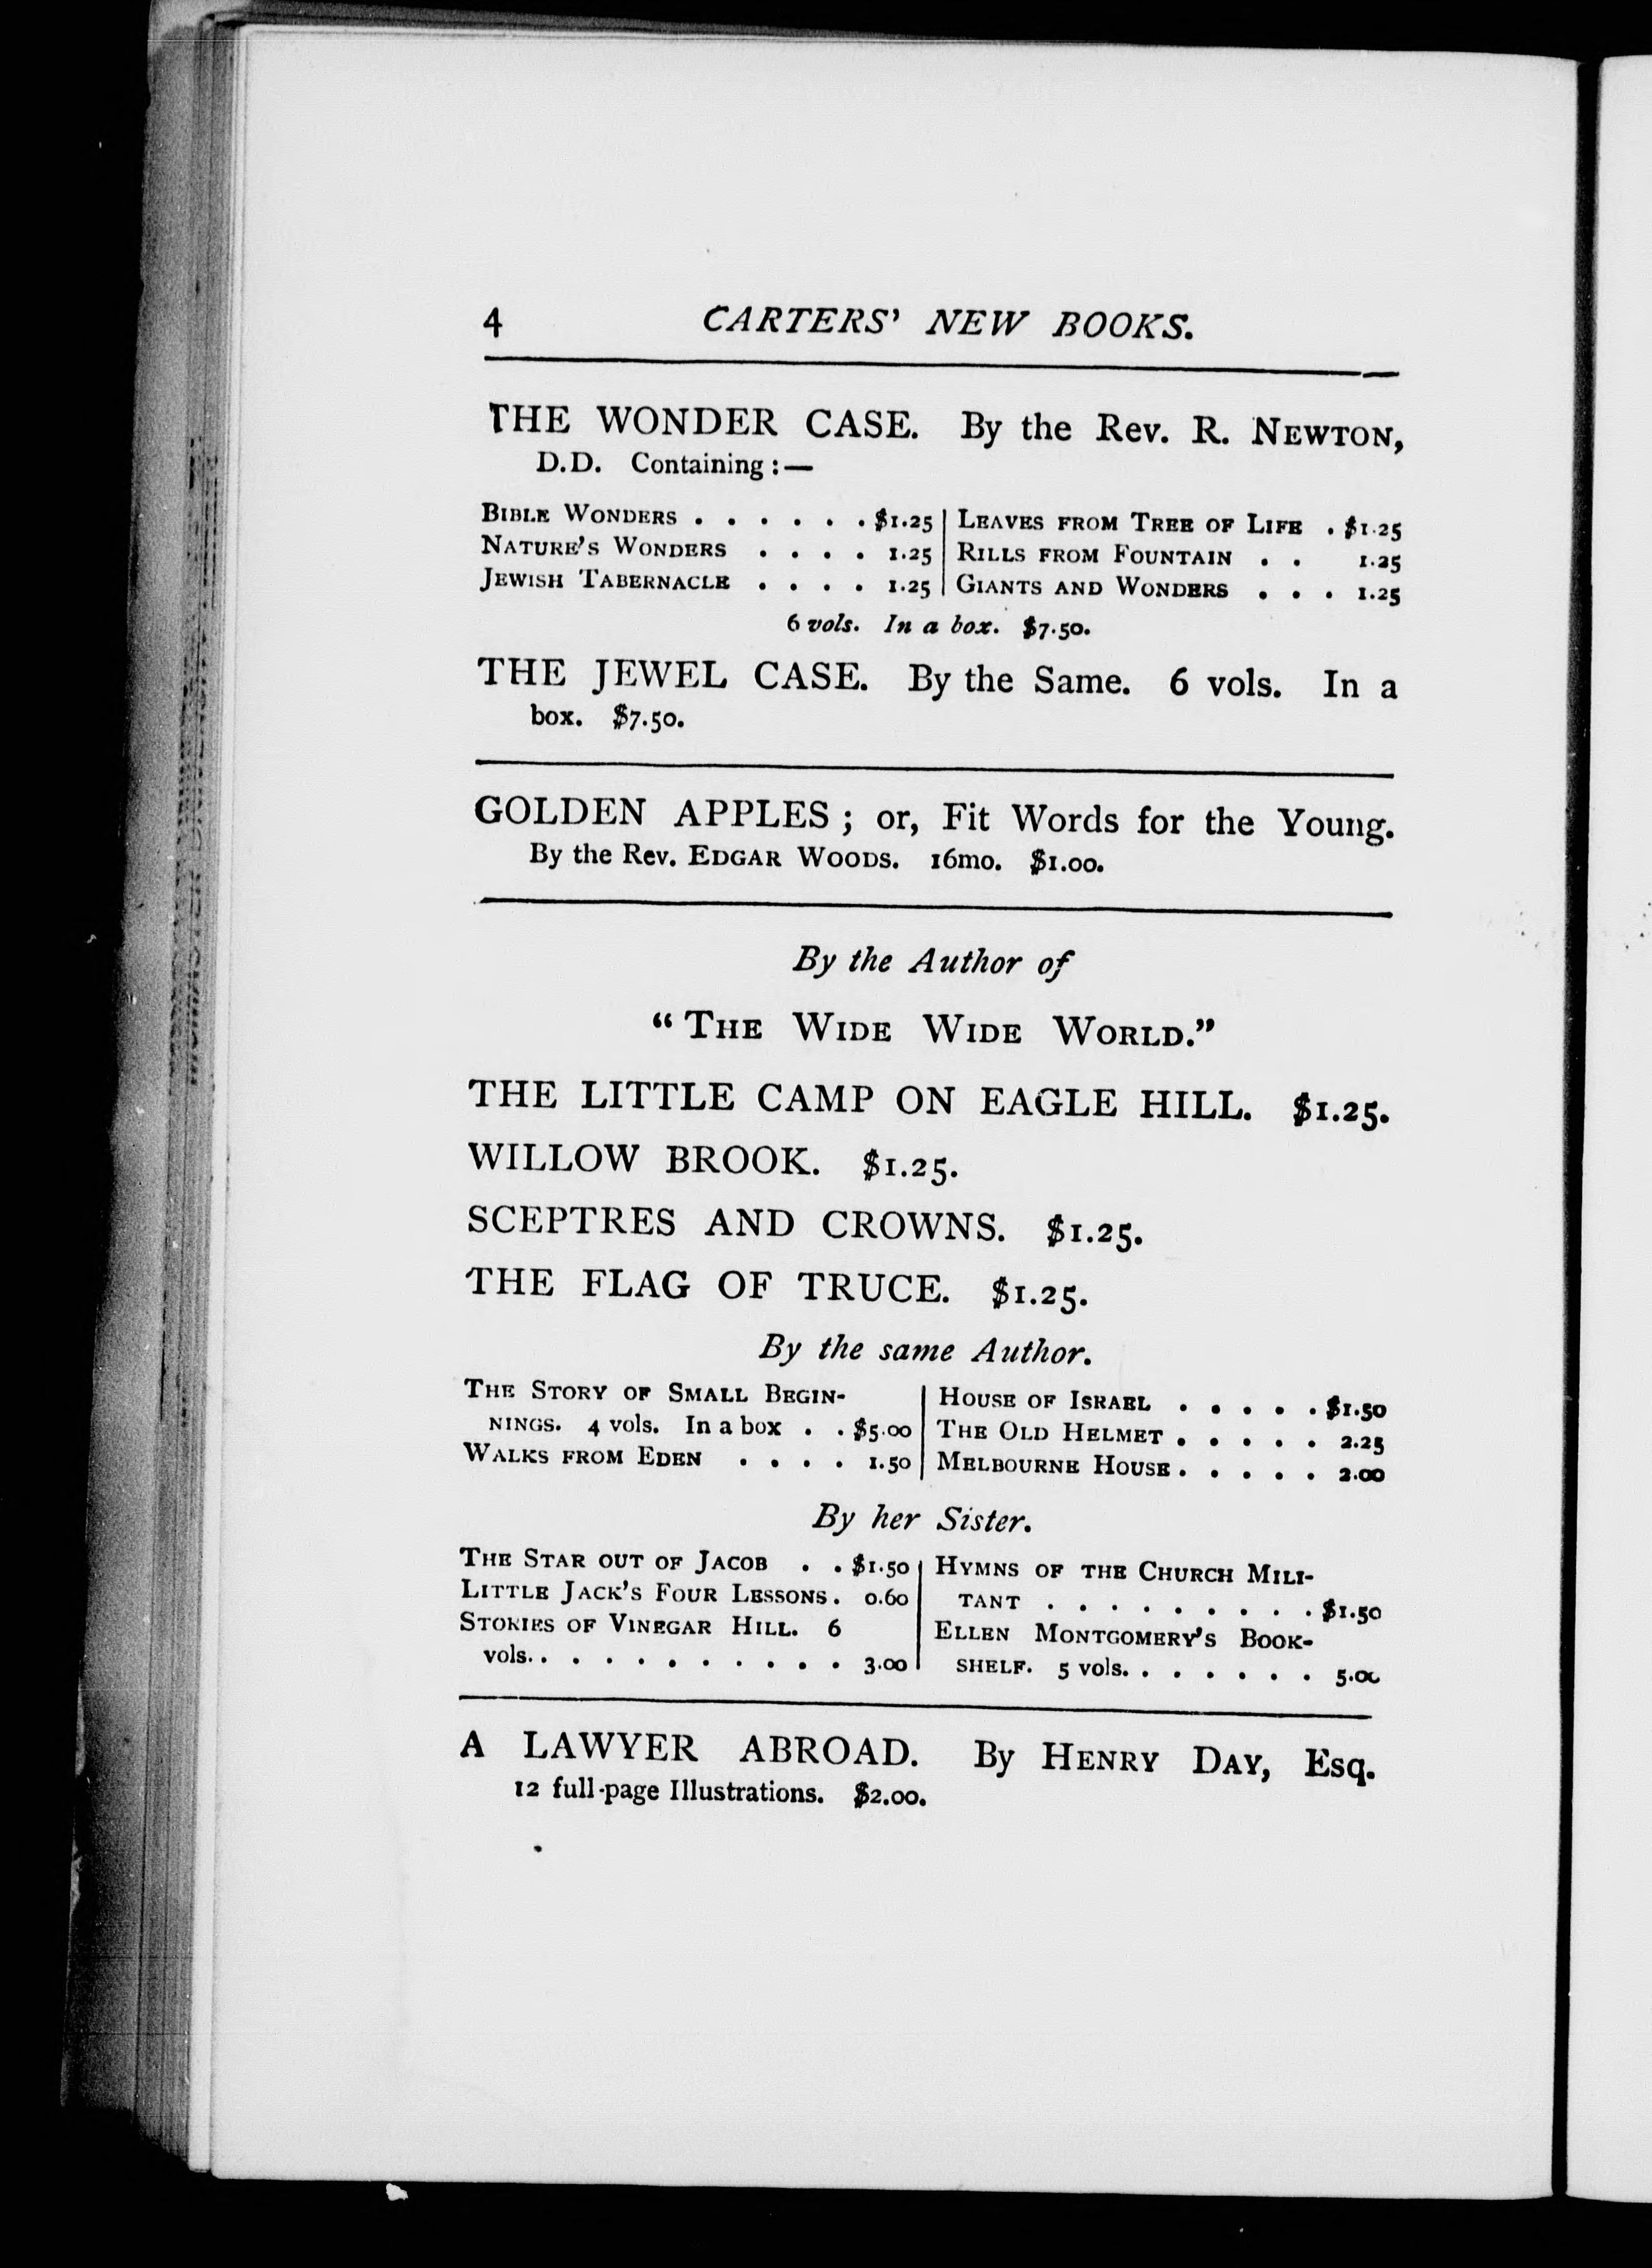 4 CARTERS' NEW BOOKS.
THE WONDER CASE. By the Rev. R. NEWTON,
D.D. Containing:—
BIBLE WONDERS . . . . . . $1.25
NATURE'S WONDERS . . . . 1.25
JEWISH TABERNACLE . . . . 1.25
LEAVES FROM TREE OF LIFE . $1.25
RILLS FROM FOUNTAIN . . 1.25
GIANTS AND WONDERS . . . 1.25
6 vols. In a box. $7.50.
THE JEWEL CASE. By the Same. 6 vols. In a
box. $7.50.
GOLDEN APPLES; or, Fit Words for the Young.
By the Rev. EDGAR WOODS. 16mo. $1.00.
By the Author of
"THE WIDE WIDE WORLD."
THE LITTLE CAMP ON EAGLE HILL. $1.25.
WILLOW BROOK. $1.25.
SCEPTRES AND CROWNS. $1.25.
THE FLAG OF TRUCE. $1.25.
By the same Author.
THE STORY OF SMALL BEGIN-
NINGS. 4 vols. In a box . . $5.00
WALKS FROM EDEN . . . . 1.50
HOUSE OF ISRAEL . . . . . $1.50
THE OLD HELMET . . . . . 2.25
MELBOURNE HOUSE . . . . . 2.00
By her Sister.
THE STAR OUT OF JACOB . . $1.50
LITTLE JACK'S FOUR LESSONS . 0.60
STORIES OF VINEGAR HILL. 6
vols. . . . . . . . . . . 3.00
HYMNS OF THE CHURCH MILI-
TANT . . . . . . . . . $1.50
ELLEN MONTGOMERY'S BOOK-
SHELF. 5 vols. . . . . . . 5.00
A LAWYER ABROAD. By HENRY DAY, Esq.
12 full-page Illustrations. $2.00.